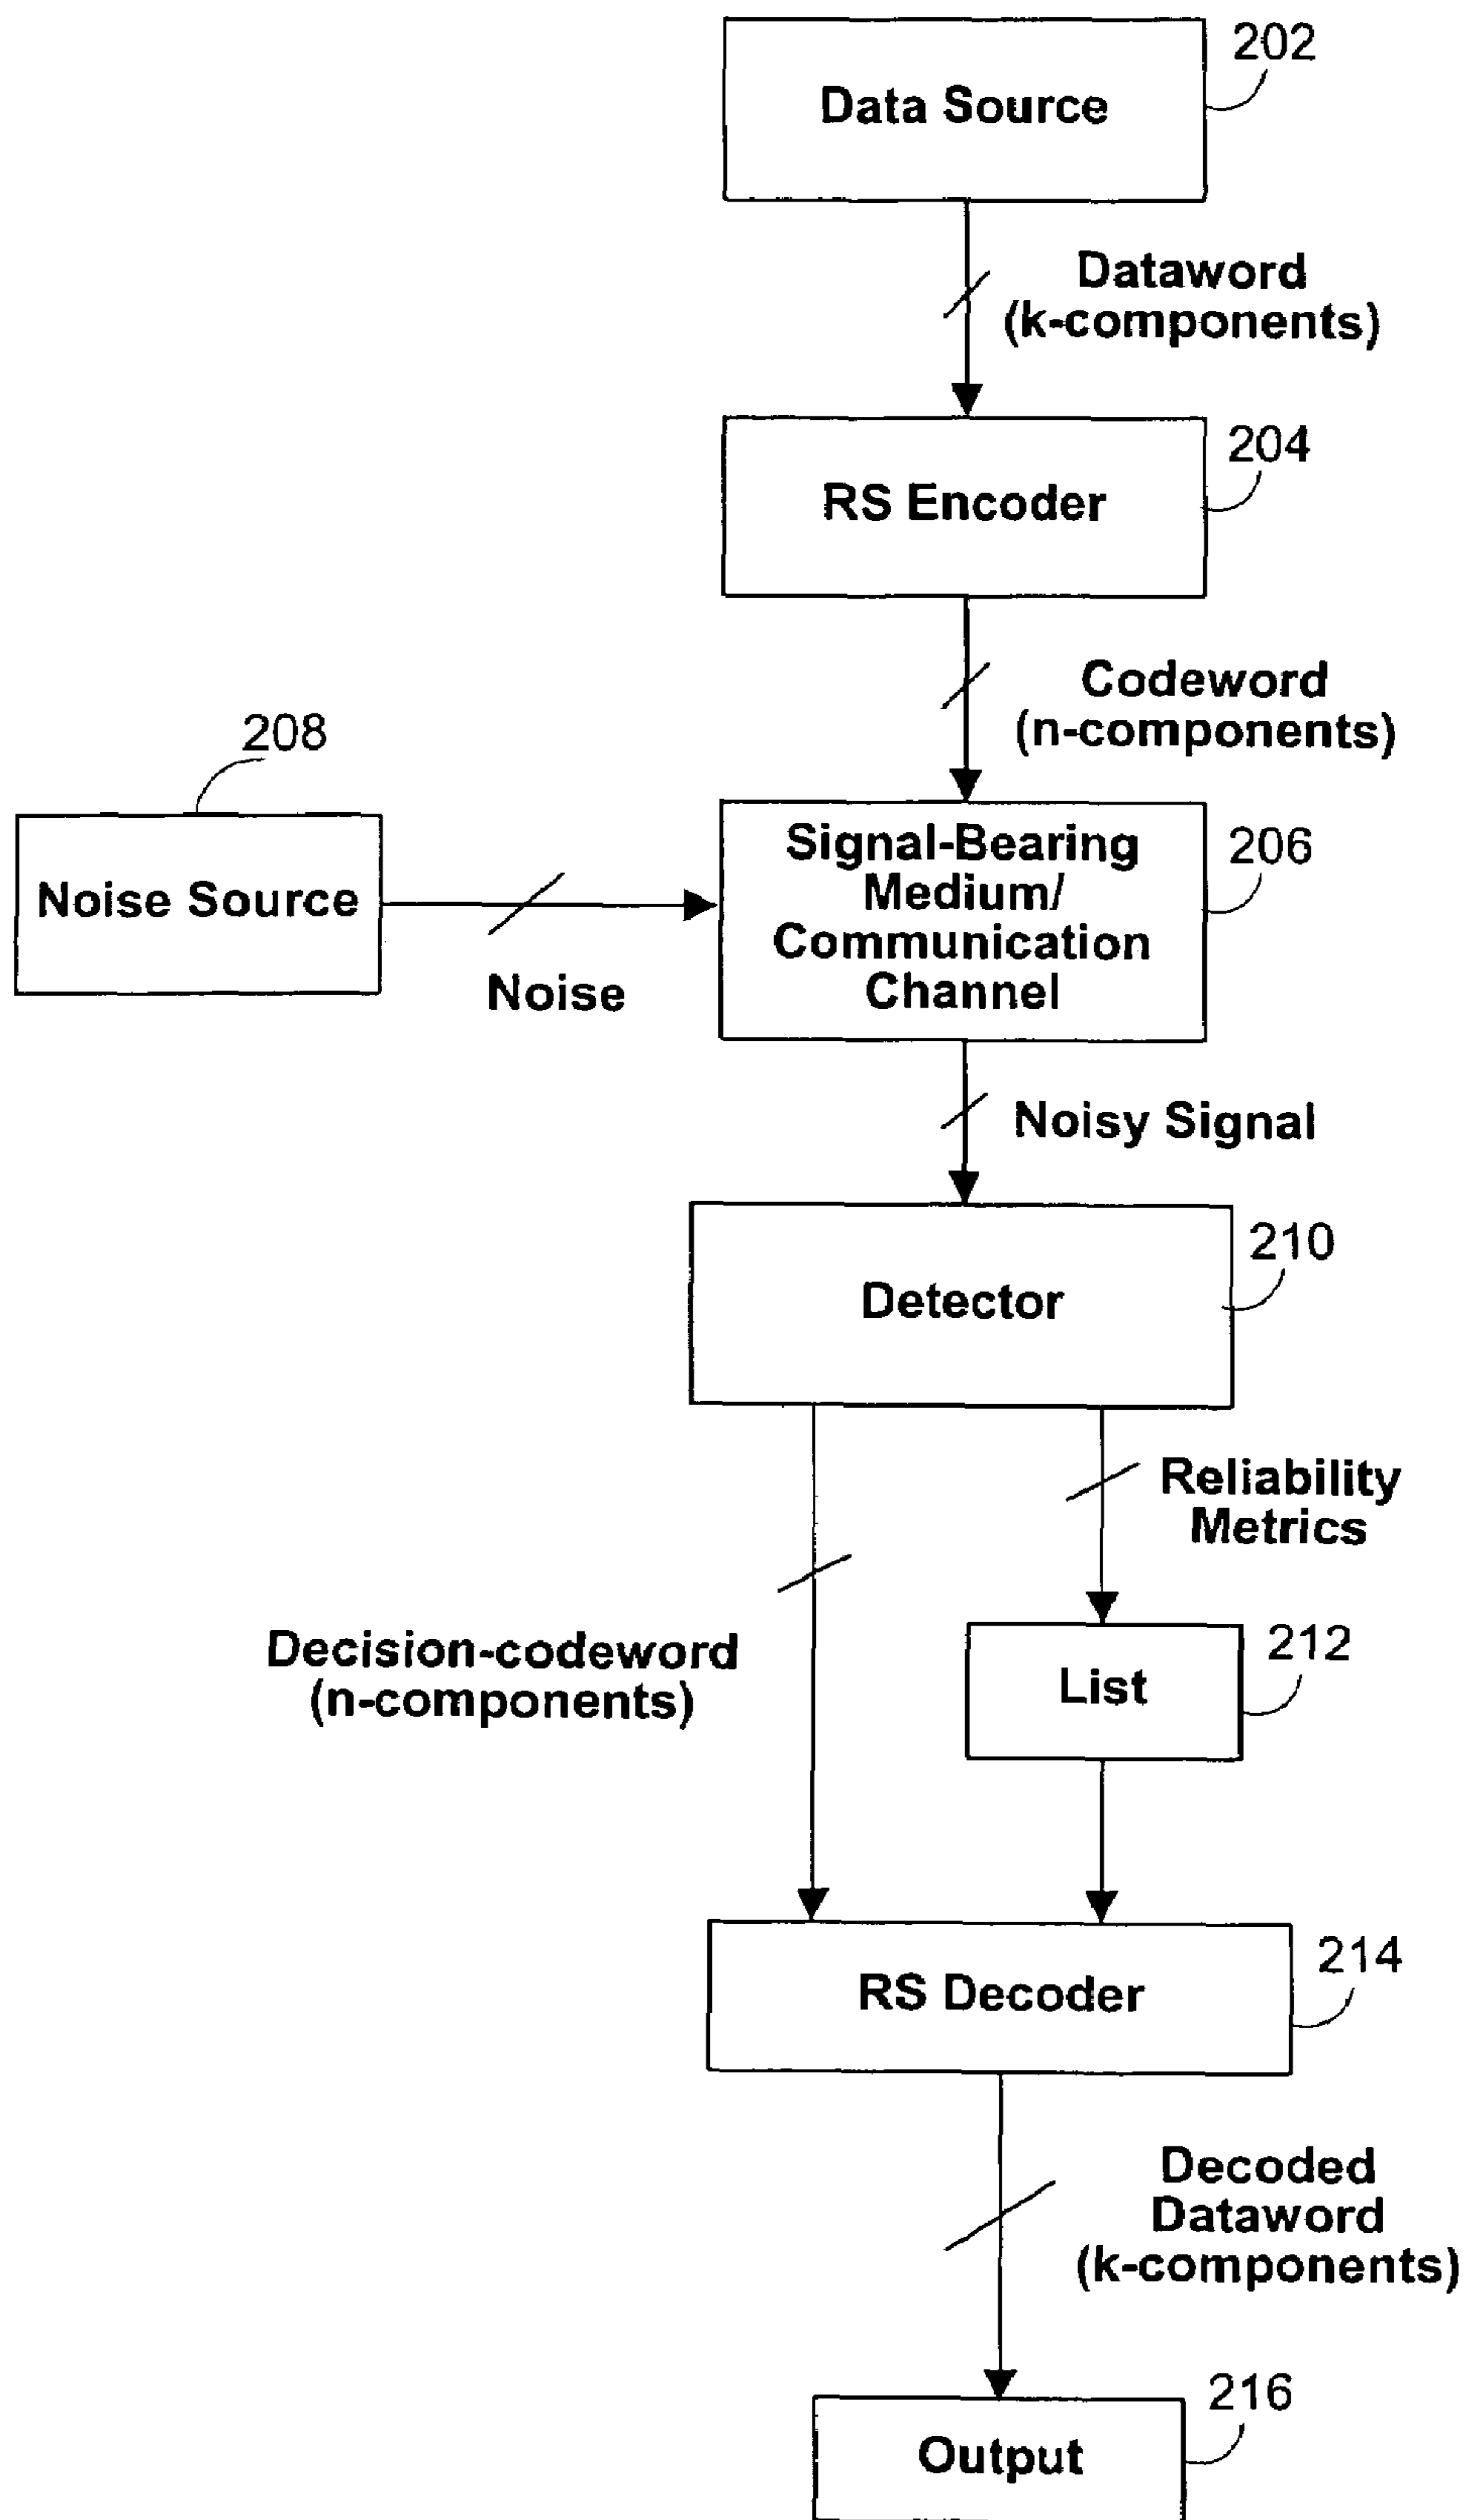 202
Data Source
Dataword
(k-components)
204
RS Encoder
Codeword
(n-components)
208
Noise Source
Noise
206
Signal-Bearing
Medium/
Communication
Channel
Noisy Signal
210
Detector
Reliability
Metrics
Decision-codeword
(n-components)
212
List
214
RS Decoder
Decoded
Dataword
(k-components)
216
Output